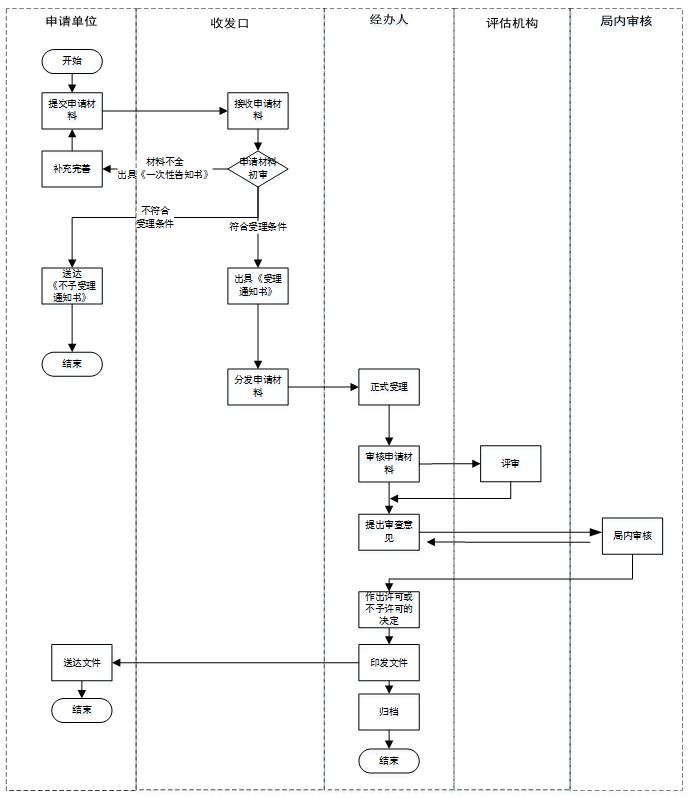 申请单位
收发口
经办人
评估机构
局内审核
开始
提交申请材
料
接收申请材
料
补充完善
材料不全
出具《一次性告知书》
申请材料
初审
不符合
受理条件
符合受理条件
送达
《不予受理
通知书》
出具《受理
通知书》
结束
分发申请材
料
正式受理
审核申请材
料
评审
提出审查意
见
局内审核
作出许可或
不予许可的
决定
送达文件
印发文件
结束
归档
结束